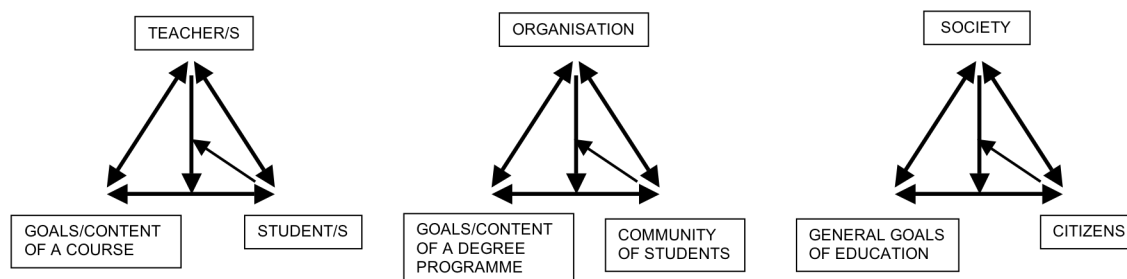 TEACHER/S
ORGANISATION
SOCIETY
GOALS/CONTENT
OF A COURSE
STUDENT/S
GOALS/CONTENT
OF A DEGREE
PROGRAMME
COMMUNITY
OF STUDENTS
GENERAL GOALS
OF EDUCATION
CITIZENS